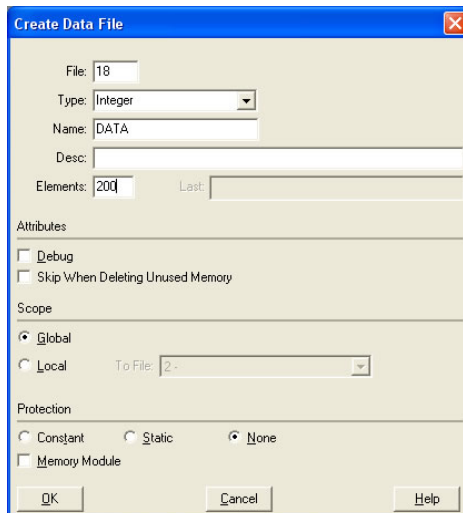 Create Data File
File: 18
Type: Integer
Name: DATA
Desc:
Elements: 200 Last:
Attributes
Debug
Skip When Deleting Unused Memory
Scope
Global
Local To File: 2 -
Protection
Constant Static None
Memory Module
OK Cancel Help